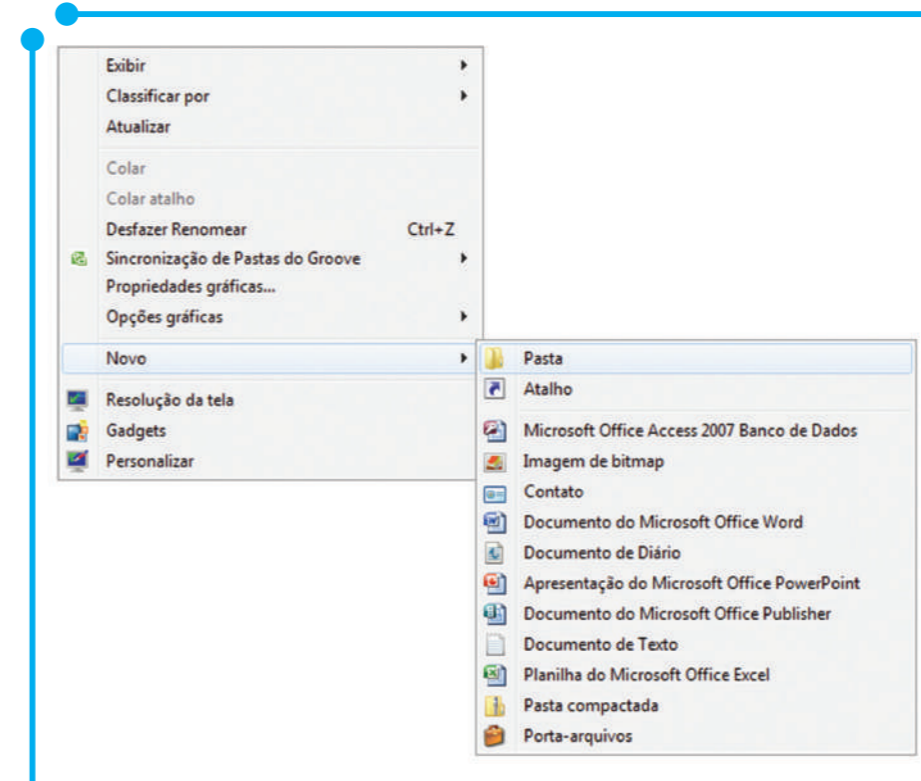 Exibir
Classificar por
Atualizar
Colar
Colar atalho
Desfazer Renomear Ctrl+Z
Sincronização de Pastas do Groove
Propriedades gráficas...
Opções gráficas
Novo
Resolução da tela
Gadgets
Personalizar
Pasta
Atalho
Microsoft Office Access 2007 Banco de Dados
Imagem de bitmap
Contato
Documento do Microsoft Office Word
Documento de Diário
Apresentação do Microsoft Office PowerPoint
Documento do Microsoft Office Publisher
Documento de Texto
Planilha do Microsoft Office Excel
Pasta compactada
Porta-arquivos